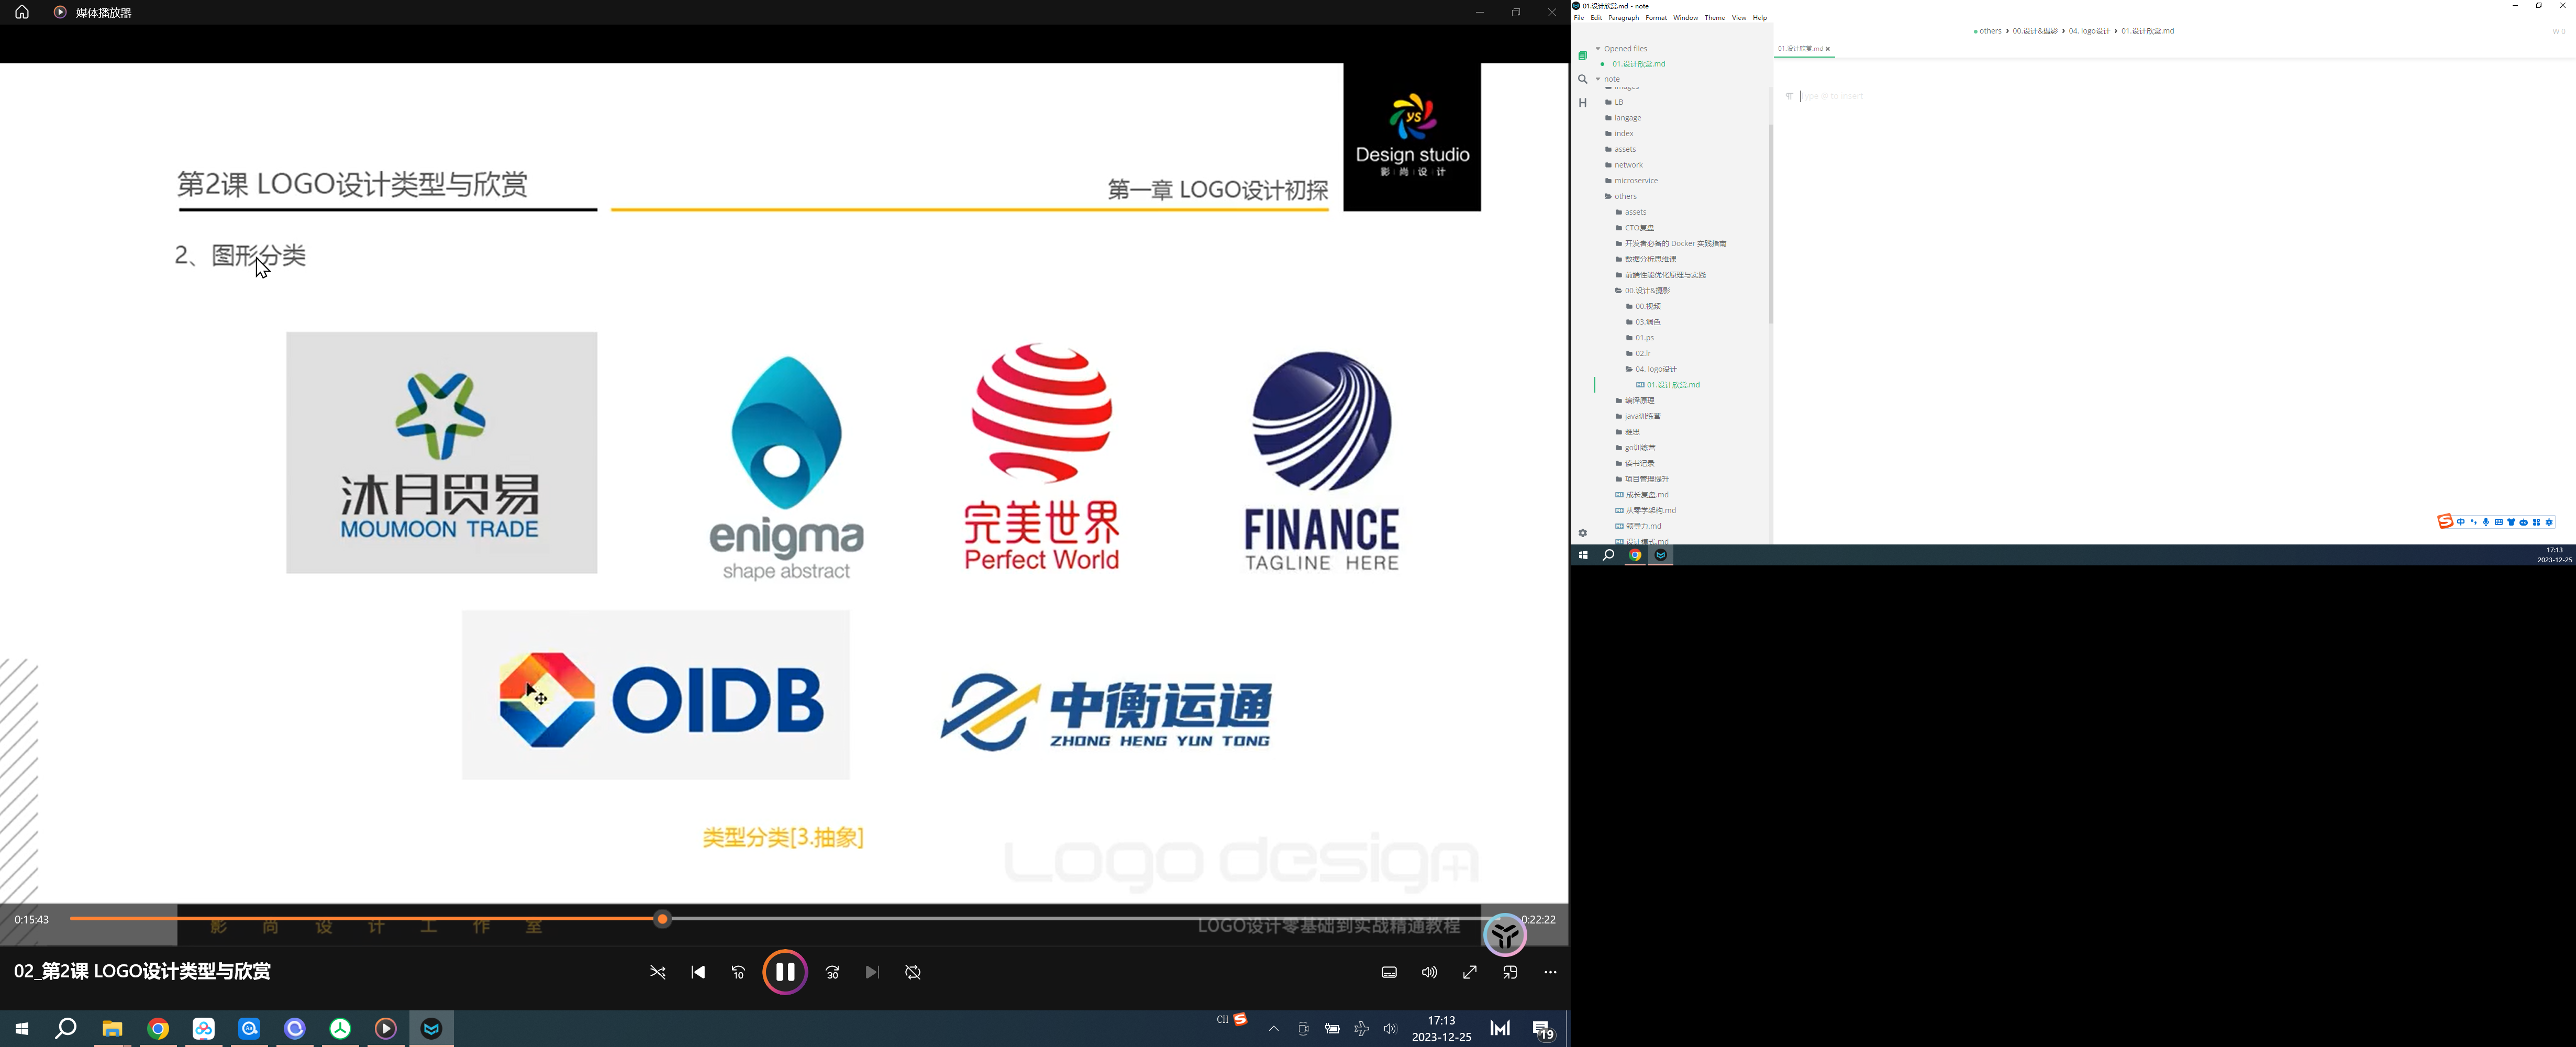 媒体播放器
Design studio
影 尚 设 计
第2课 LOGO设计类型与欣赏
第一章 LOGO设计初探
2、图形分类
沐月贸易
MOUMOON TRADE
enigma
shape abstract
完美世界
Perfect World
FINANCE
TAGLINE HERE
OIDB
中衡运通
ZHONG HENG YUN TONG
类型分类[3.抽象]
Logo design
0:15:43
影 尚 设 计 工 作 室
LOGO设计零基础到实战精通教程
0:22:22
02_第2课 LOGO设计类型与欣赏
10
30
CH
17:13
2023-12-25
19
01.设计欣赏.md - note
File Edit Paragraph Format Window Theme View Help
others › 00.设计&摄影 › 04. logo设计 › 01.设计欣赏.md
W 0
Opened files
01.设计欣赏.md
01.设计欣赏.md
note
images
LB
langage
index
assets
network
microservice
others
assets
CTO复盘
开发者必备的 Docker 实践指南
数据分析思维课
前端性能优化原理与实践
00.设计&摄影
00.视频
03.调色
01.ps
02.lr
04. logo设计
01.设计欣赏.md
编译原理
java训练营
雅思
go训练营
读书记录
项目管理提升
成长复盘.md
从零学架构.md
领导力.md
设计模式.md
Type @ to insert
中
17:13
2023-12-25